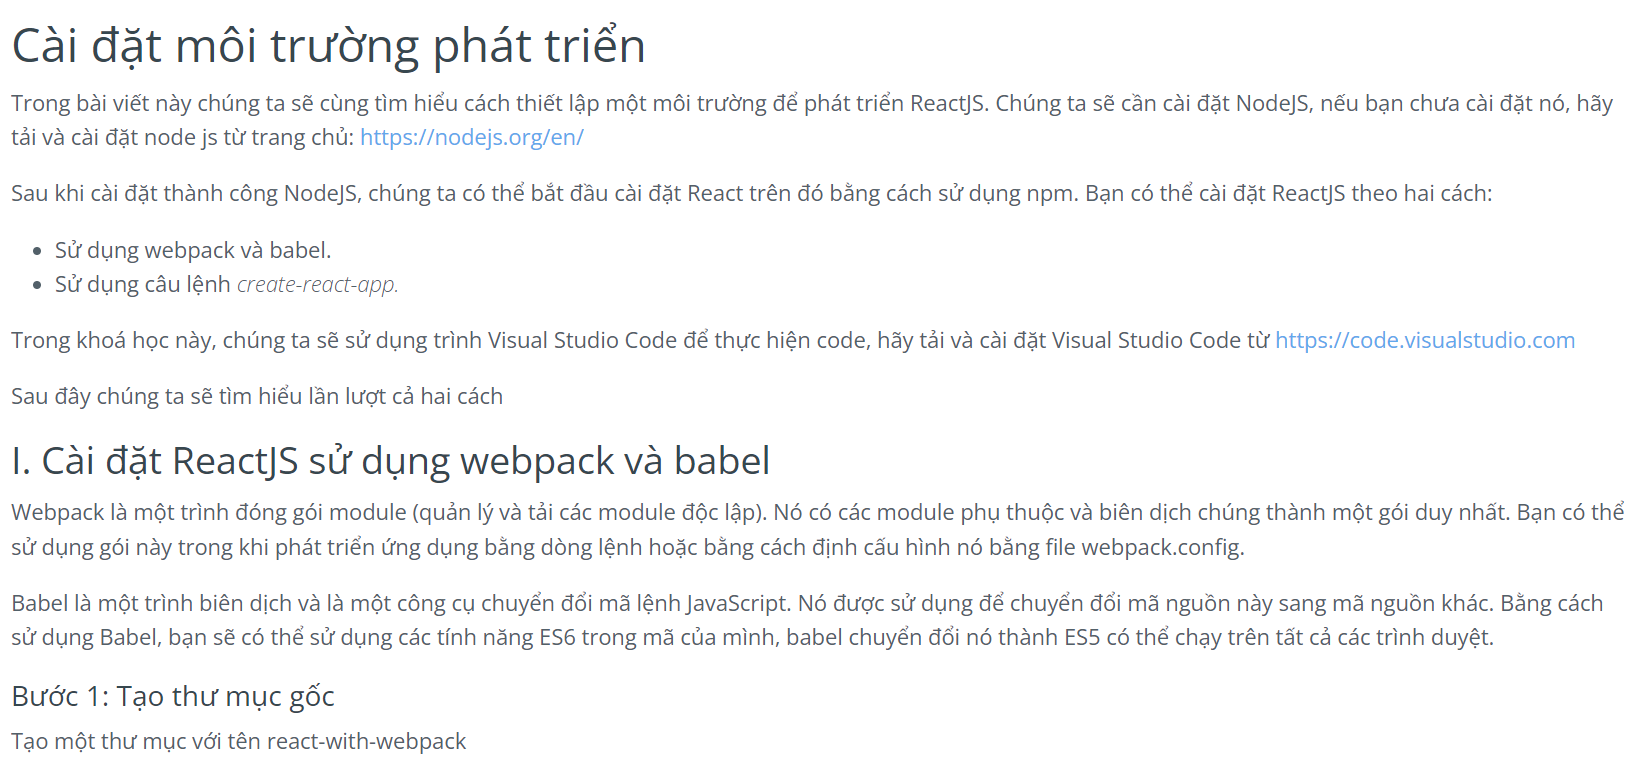 Cài đặt môi trường phát triển
Trong bài viết này chúng ta sẽ cùng tìm hiểu cách thiết lập một môi trường để phát triển ReactJS. Chúng ta sẽ cần cài đặt NodeJS, nếu bạn chưa cài đặt nó, hãy
tải và cài đặt node js từ trang chủ: https://nodejs.org/en/
Sau khi cài đặt thành công NodeJS, chúng ta có thể bắt đầu cài đặt React trên đó bằng cách sử dụng npm. Bạn có thể cài đặt ReactJS theo hai cách:
• Sử dụng webpack và babel.
• Sử dụng câu lệnh create-react-app.
Trong khoá học này, chúng ta sẽ sử dụng trình Visual Studio Code để thực hiện code, hãy tải và cài đặt Visual Studio Code từ https://code.visualstudio.com
Sau đây chúng ta sẽ tìm hiểu lần lượt cả hai cách
I. Cài đặt ReactJS sử dụng webpack và babel
Webpack là một trình đóng gói module (quản lý và tải các module độc lập). Nó có các module phụ thuộc và biên dịch chúng thành một gói duy nhất. Bạn có thể
sử dụng gói này trong khi phát triển ứng dụng bằng dòng lệnh hoặc bằng cách định cấu hình nó bằng file webpack.config.
Babel là một trình biên dịch và là một công cụ chuyển đổi mã lệnh JavaScript. Nó được sử dụng để chuyển đổi mã nguồn này sang mã nguồn khác. Bằng cách
sử dụng Babel, bạn sẽ có thể sử dụng các tính năng ES6 trong mã của mình, babel chuyển đổi nó thành ES5 có thể chạy trên tất cả các trình duyệt.
Bước 1: Tạo thư mục gốc
Tạo một thư mục với tên react-with-webpack